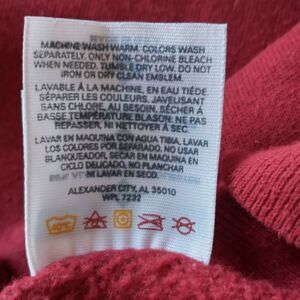 MACHINE WASH WARM. COLORS WASH
SEPARATELY, ONLY NON-CHLORINE BLEACH
WHEN NEEDED. TUMBLE DRY LOW. DO NOT
IRON OR DRY CLEAN EMBLEM.
LAVABLE À LA MACHINE, EN EAU TIÈDE
SÉPARER LES COULEURS, JAVELISANT
SANS CHLORE, AU BESOIN, SÉCHER À
BASSE TEMPÉRATURE BLASON: NE PAS
REPASSER, NI NETTOYER À SEC.
LAVAR EN MAQUINA CON AQUA TIBIA, LAVAR
LOS COLORES POR SEPARADO. NO USAR
BLANQUEADOR, SECAR EN MAQUINA EN
CICLO DELICADO, NO PLANCHAR
NI LAVAR EN SECO
ALEXANDER CITY, AL 35010
WPL 7232